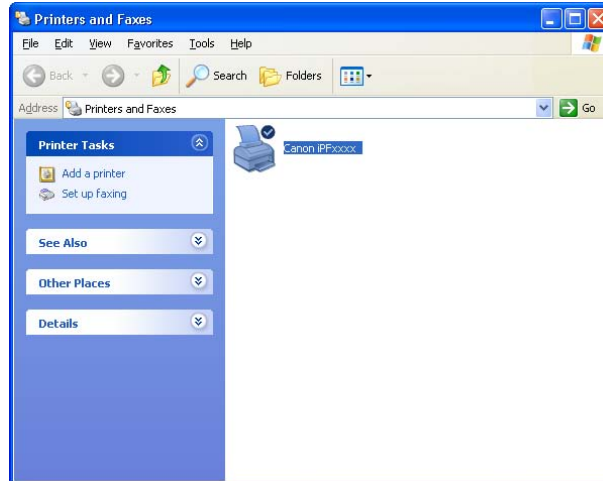 Printers and Faxes
File Edit View Favorites Tools Help
Back Search Folders
Address Printers and Faxes Go
Printer Tasks
Add a printer
Set up faxing
See Also
Other Places
Details
Canon iPFxxxx